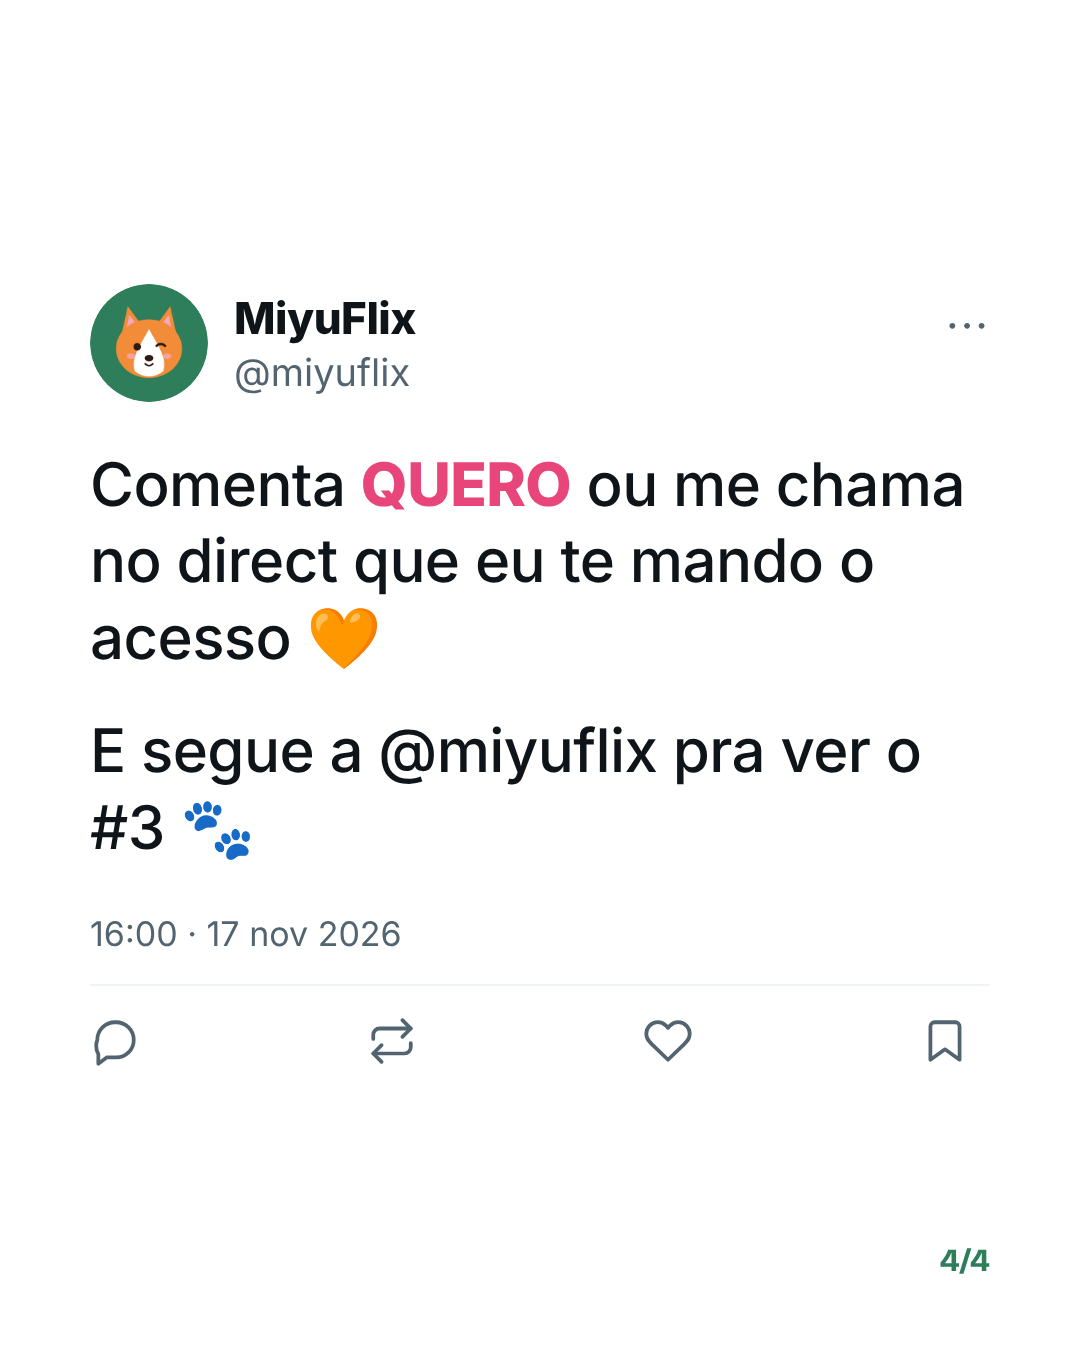 MiyuFlix
@miyuflix
Comenta QUERO ou me chama
no direct que eu te mando o
acesso 🧡
E segue a @miyuflix pra ver o
#3 🐾
16:00 · 17 nov 2026
4/4